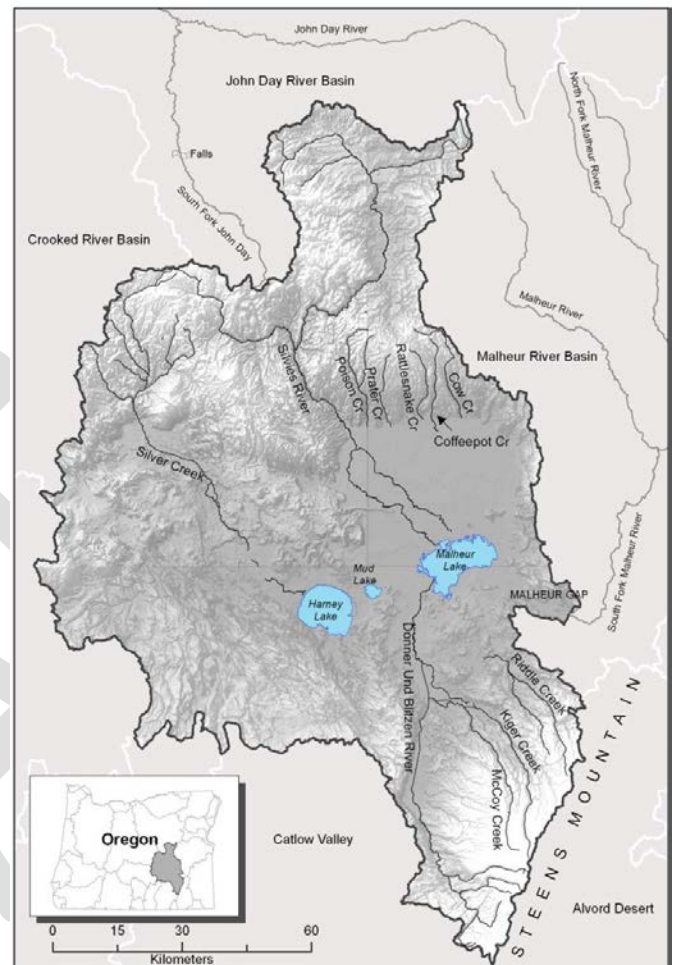 John Day River
John Day River Basin
North Fork Malheur River
Falls
South Fork John Day
Crooked River Basin
Malheur River
Malheur River Basin
Silvies River
Poison Cr
Prater Cr
Rattlesnake Cr
Cow Cr
Coffeepot Cr
Silver Creek
Malheur
Lake
Mud
Lake
Harney
Lake
MALHEUR GAP
South Fork Malheur River
Donner Und Blitzen River
Riddle Creek
Kiger Creek
McCoy Creek
STEENS MOUNTAIN
Oregon
Catlow Valley
Alvord Desert
0 15 30 60
Kilometers